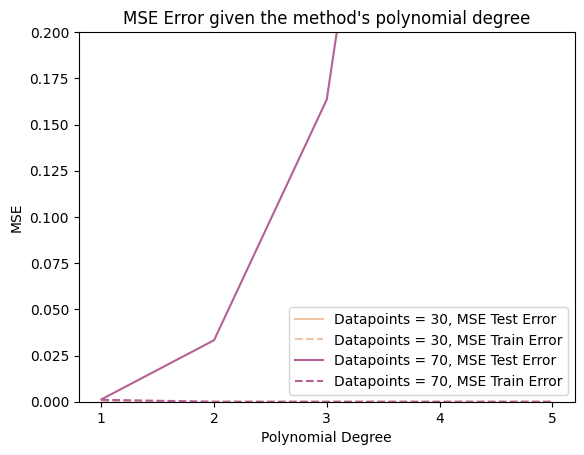 MSE Error given the method's polynomial degree
0.200
0.175
0.150
0.125
0.100
0.075
0.050
0.025
0.000
MSE
Datapoints = 30, MSE Test Error
Datapoints = 30, MSE Train Error
Datapoints = 70, MSE Test Error
Datapoints = 70, MSE Train Error
1 2 3 4 5
Polynomial Degree